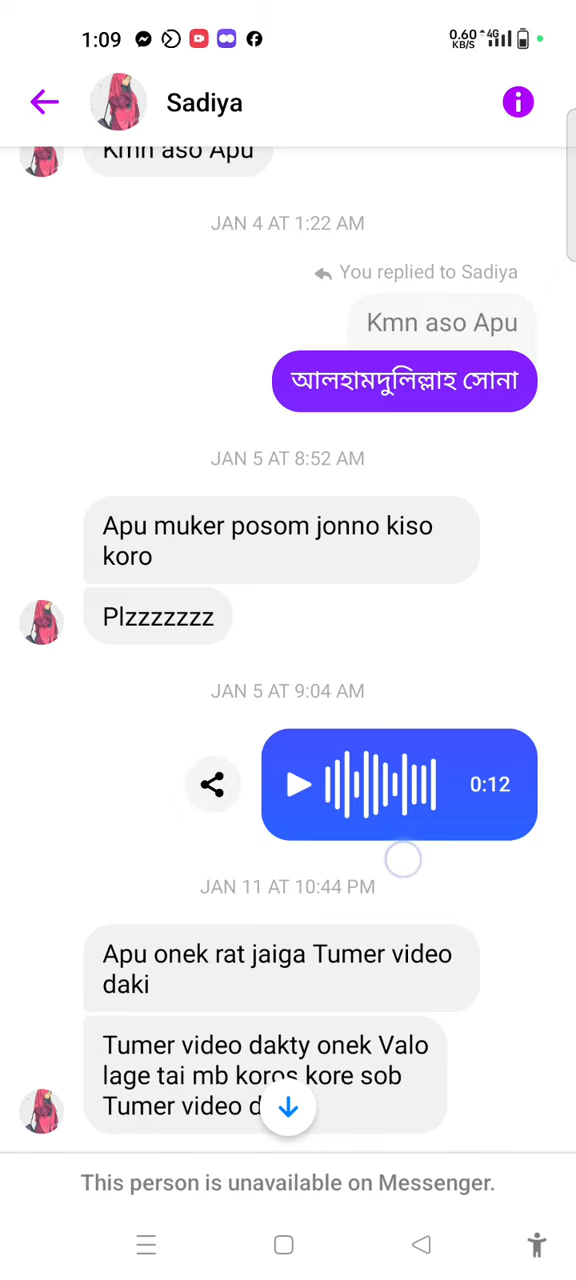 1:09
0.60 4G
KB/S
Sadiya
Kmn aso Apu
JAN 4 AT 1:22 AM
You replied to Sadiya
Kmn aso Apu
আলহামদুলিল্লাহ সোনা
JAN 5 AT 8:52 AM
Apu muker posom jonno kiso
koro
Plzzzzzzz
JAN 5 AT 9:04 AM
0:12
JAN 11 AT 10:44 PM
Apu onek rat jaiga Tumer video
daki
Tumer video dakty onek Valo
lage tai mb koros kore sob
Tumer video
This person is unavailable on Messenger.